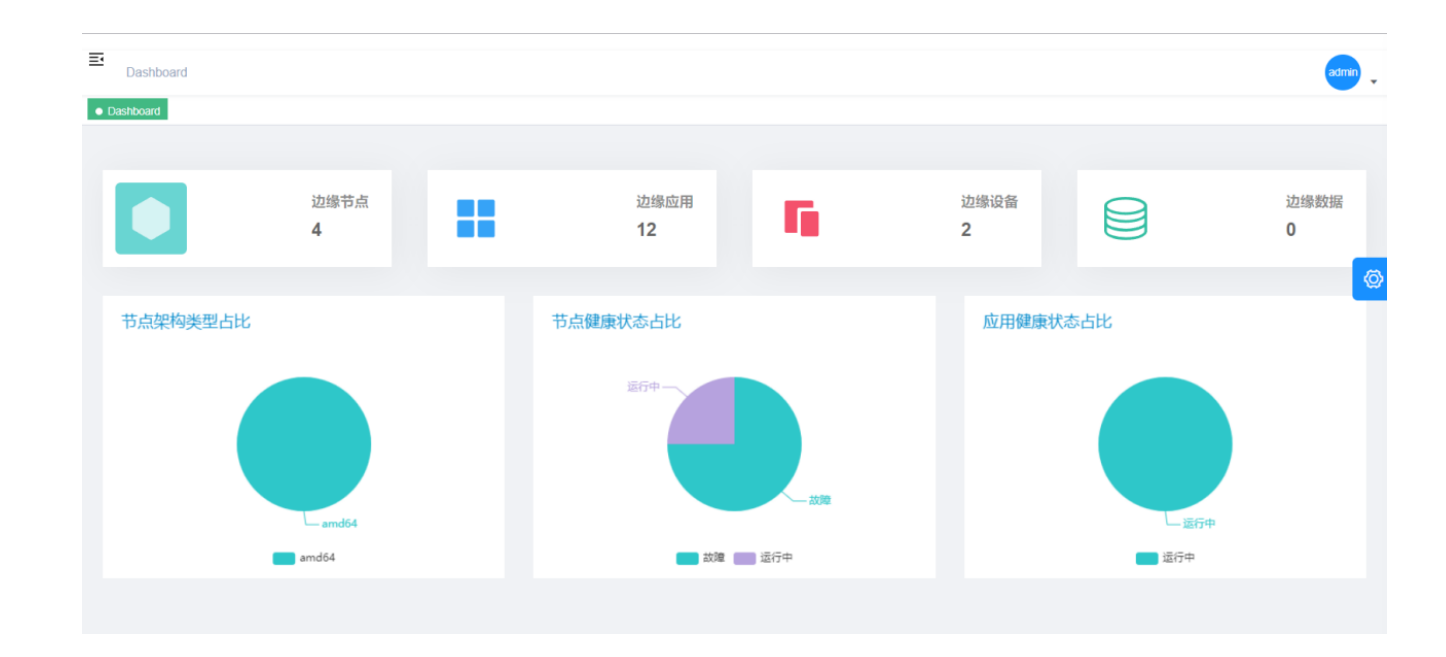 Dashboard
admin
Dashboard
边缘节点
4
边缘应用
12
边缘设备
2
边缘数据
0
节点架构类型占比
amd64
amd64
节点健康状态占比
运行中
故障
故障 运行中
应用健康状态占比
运行中
运行中